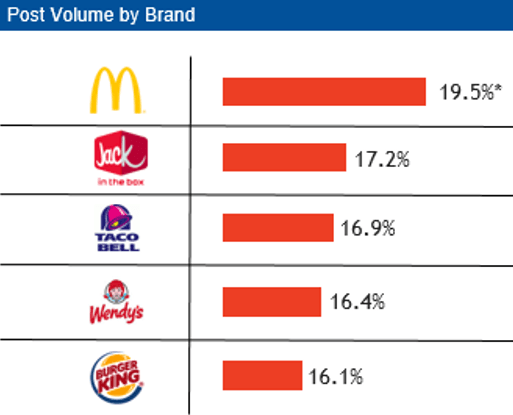 Post Volume by Brand
19.5%*
Jack
in the box
17.2%
TACO
BELL
16.9%
Wendy's
16.4%
BURGER
KING
16.1%